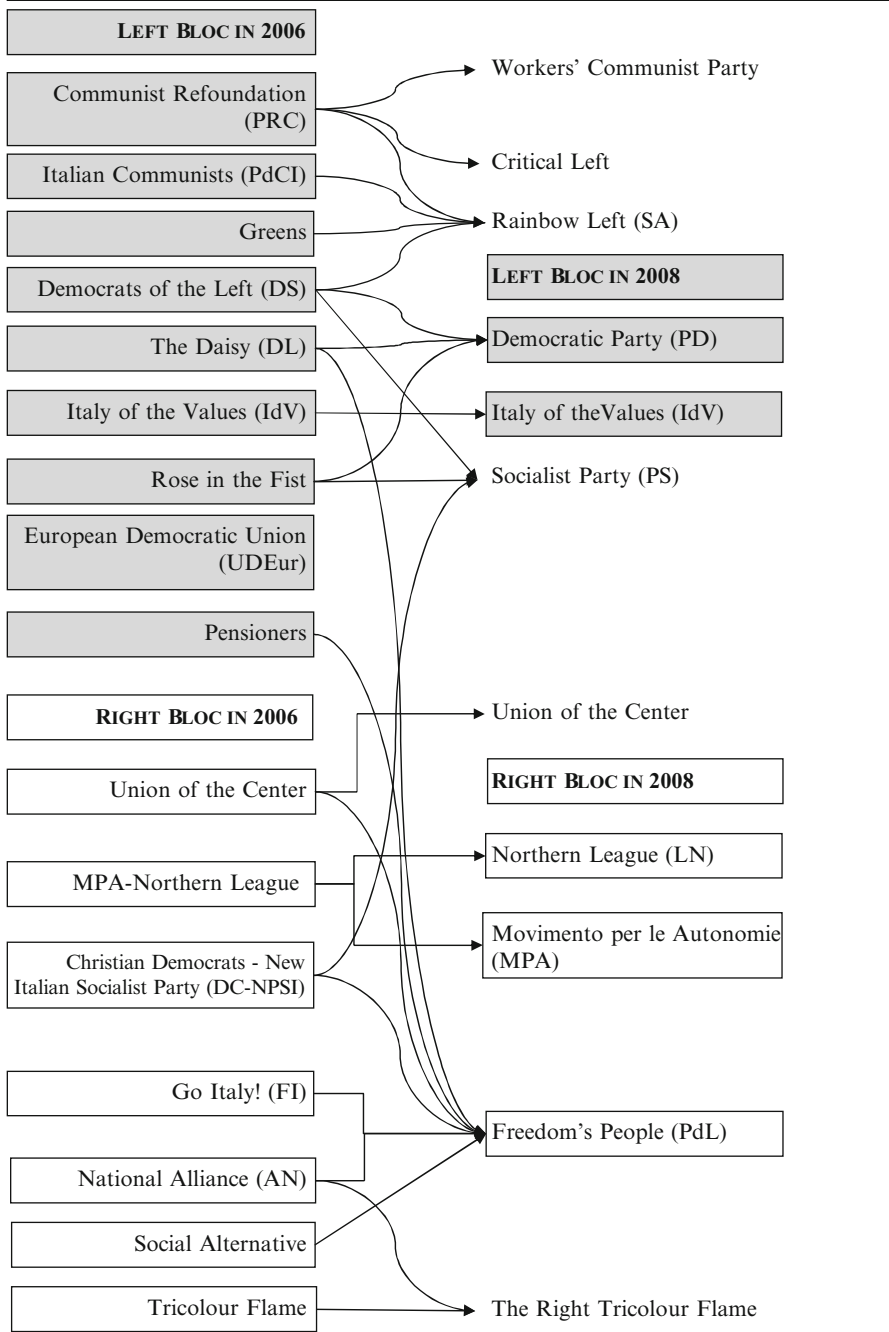 LEFT BLOC IN 2006
Communist Refoundation
(PRC)
Italian Communists (PdCI)
Greens
Democrats of the Left (DS)
The Daisy (DL)
Italy of the Values (IdV)
Rose in the Fist
European Democratic Union
(UDEur)
Pensioners
RIGHT BLOC IN 2006
Union of the Center
MPA-Northern League
Christian Democrats - New
Italian Socialist Party (DC-NPSI)
Go Italy! (FI)
National Alliance (AN)
Social Alternative
Tricolour Flame
Workers' Communist Party
Critical Left
Rainbow Left (SA)
LEFT BLOC IN 2008
Democratic Party (PD)
Italy of theValues (IdV)
Socialist Party (PS)
Union of the Center
RIGHT BLOC IN 2008
Northern League (LN)
Movimento per le Autonomie
(MPA)
Freedom's People (PdL)
The Right Tricolour Flame